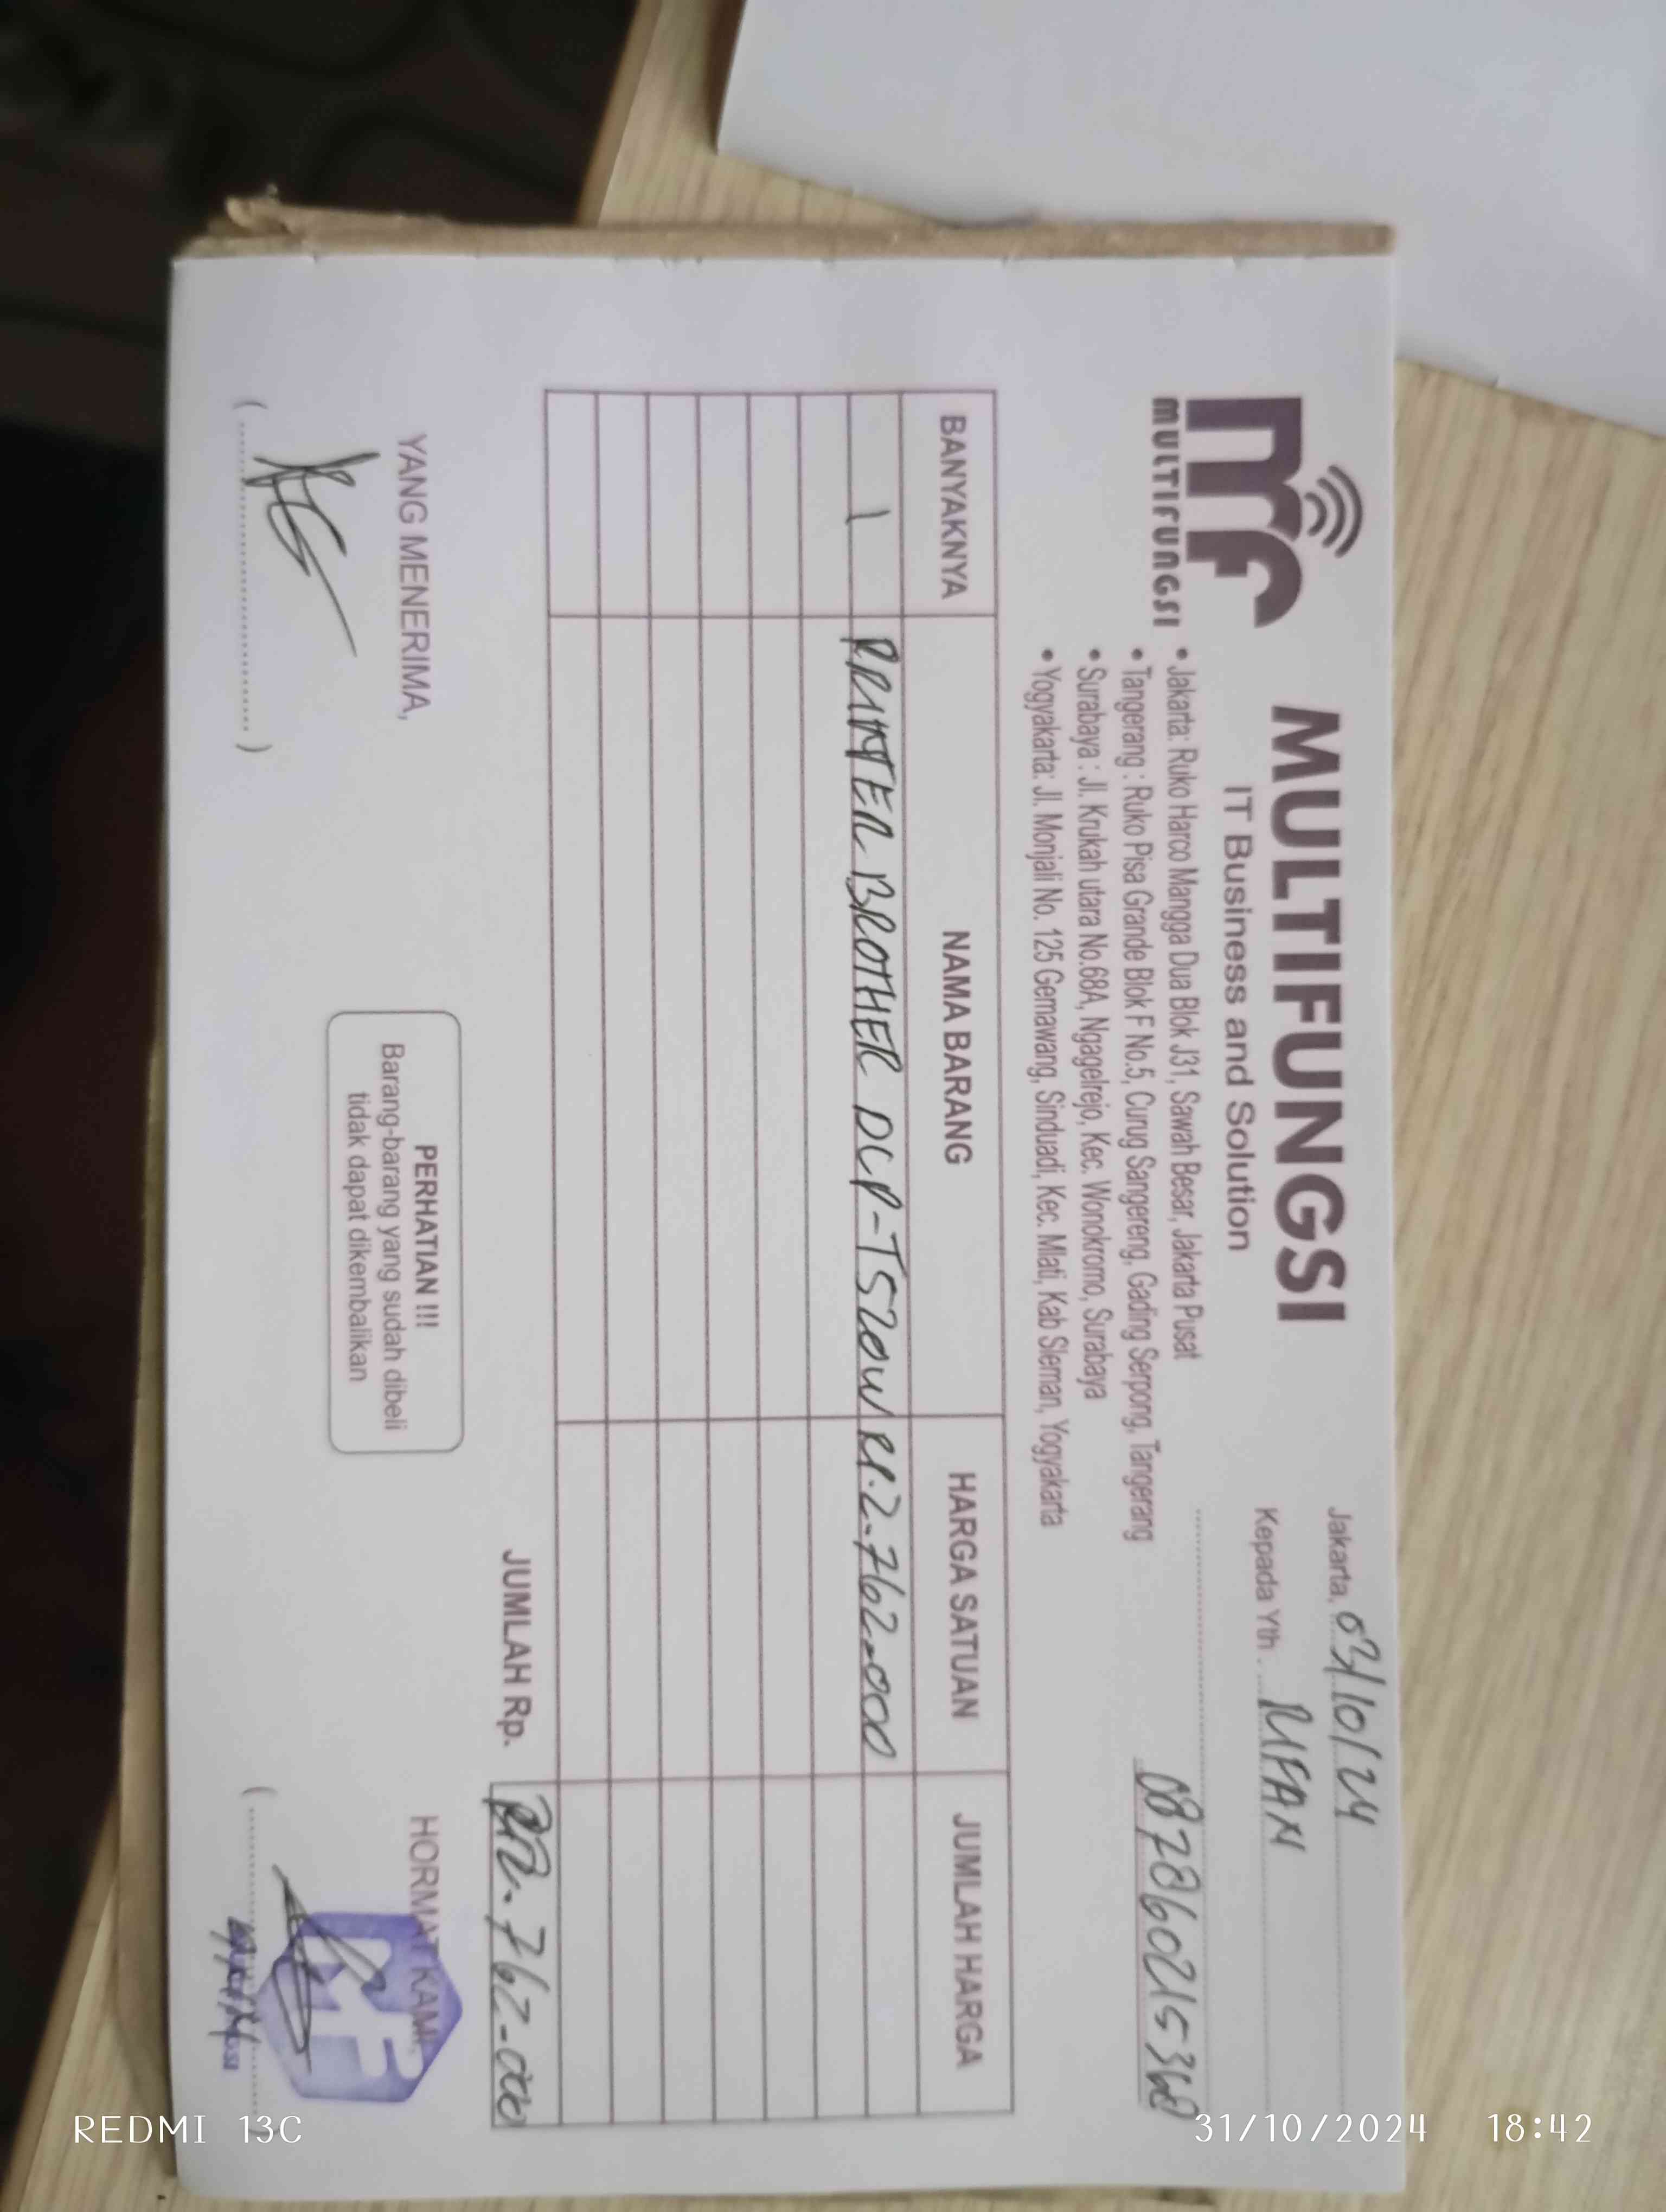 MULTIFUNGSI
MULTIFUNGSI
IT Business and Solution
• Jakarta: Ruko Harco Mangga Dua Blok J31, Sawah Besar, Jakarta Pusat
• Tangerang : Ruko Pisa Grande Blok F No.5, Curug Sangereng, Gading Serpong, Tangerang
• Surabaya : Jl. Krukah utara No.68A, Ngagelrejo, Kec. Wonokromo, Surabaya
• Yogyakarta: Jl. Monjali No. 125 Gemawang, Sinduadi, Kec. Mlati, Kab Sleman, Yogyakarta
Jakarta, 03/10/24
Kepada Yth.
BANYAKNYA NAMA BARANG HARGA SATUAN JUMLAH HARGA
1 PRINTER BROTHER DCP-T520W RP.2.762.000
JUMLAH Rp. 2.762.000
YANG MENERIMA,
PERHATIAN !!!
Barang-barang yang sudah dibeli
tidak dapat dikembalikan
HORMAT KAMI,
REDMI 13C
31/10/2024 18:42